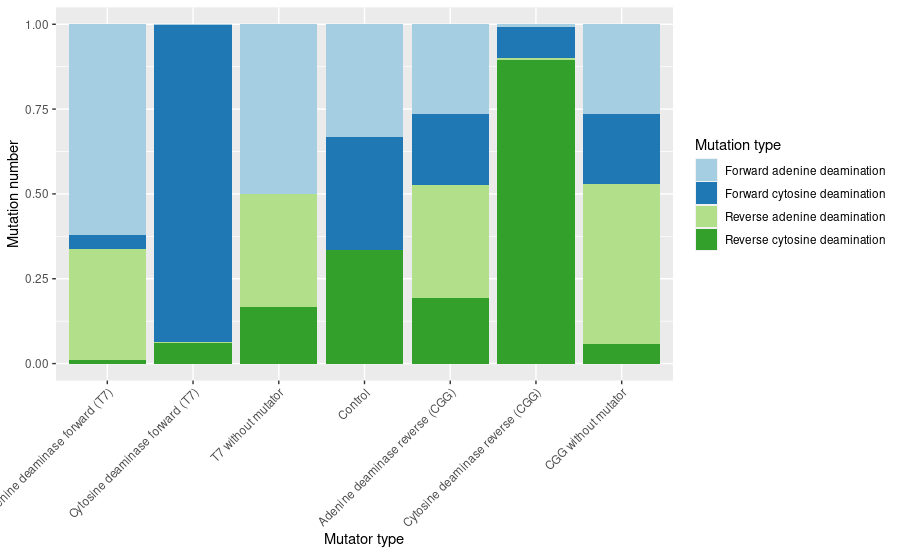 Mutation number
1.00
0.75
0.50
0.25
0.00
deaminase forward (T7)
Cytosine deaminase forward (T7)
T7 without mutator
Control
Adenine deaminase reverse (CGG)
Cytosine deaminase reverse (CGG)
CGG without mutator
Mutator type
Mutation type
Forward adenine deamination
Forward cytosine deamination
Reverse adenine deamination
Reverse cytosine deamination